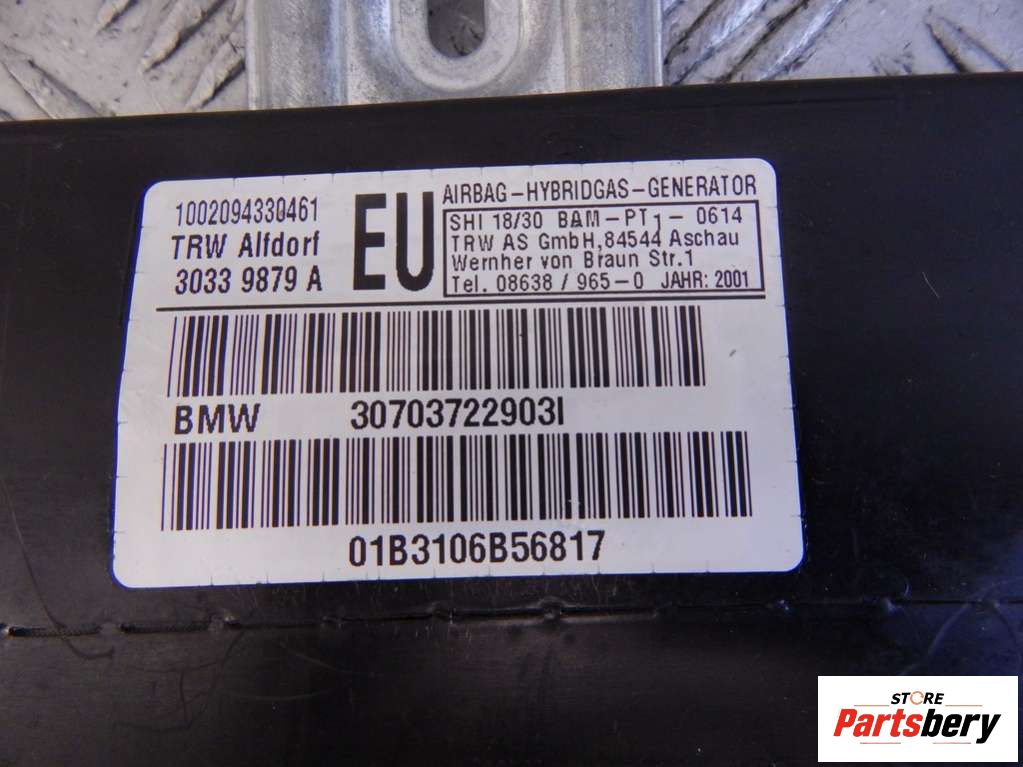 1002094330461
TRW Alfdorf
3033 9879 A
EU
AIRBAG-HYBRIDGAS-GENERATOR
SHI 18/30 BAM-PT1-0614
TRW AS GmbH, 84544 Aschau
Wernher von Braun Str.1
Tel. 08638 / 965-0 JAHR: 2001
BMW 30703722903I
01B3106B56817
STORE
Partsbery